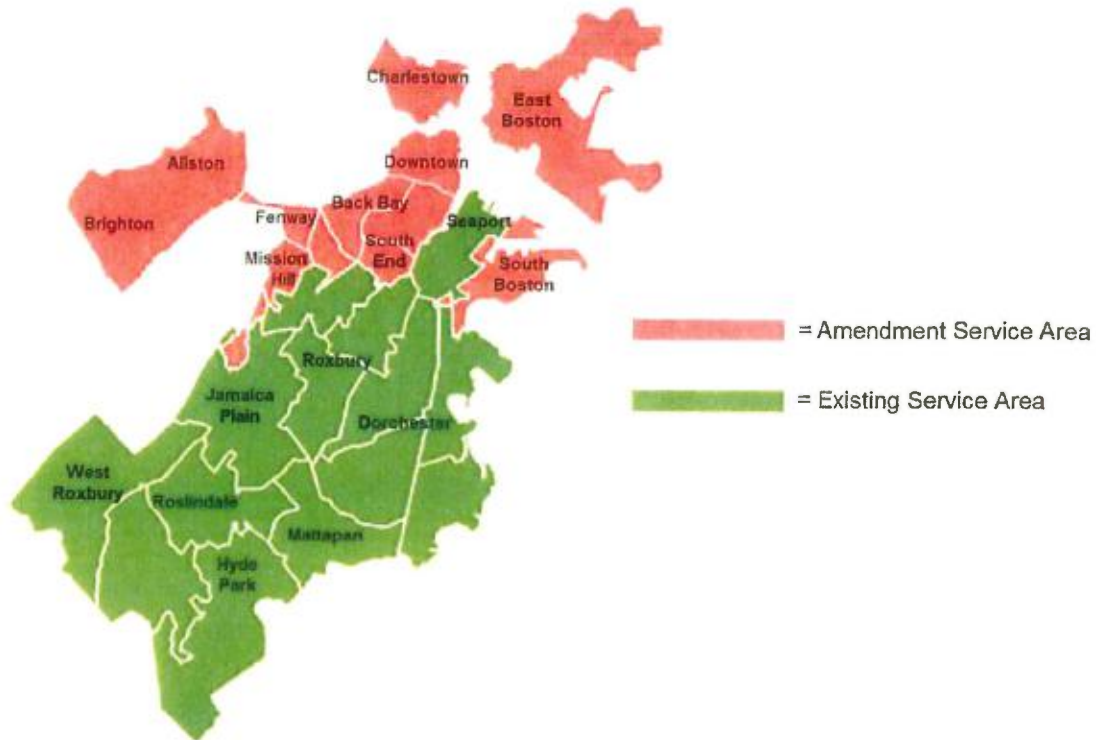 Charlestown
East
Boston
Allston
Downtown
Brighton
Back Bay
Fenway
Seaport
South
End
Mission
Hill
South
Boston
= Amendment Service Area
Roxbury
Jamaica
Plain
= Existing Service Area
Dorchester
West
Roxbury
Roslindale
Mattapan
Hyde
Park